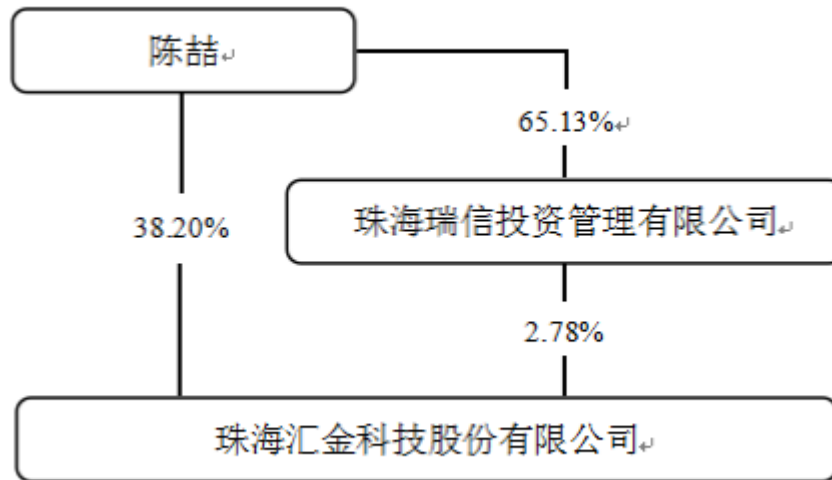 陈喆
65.13%
38.20%
珠海瑞信投资管理有限公司
2.78%
珠海汇金科技股份有限公司